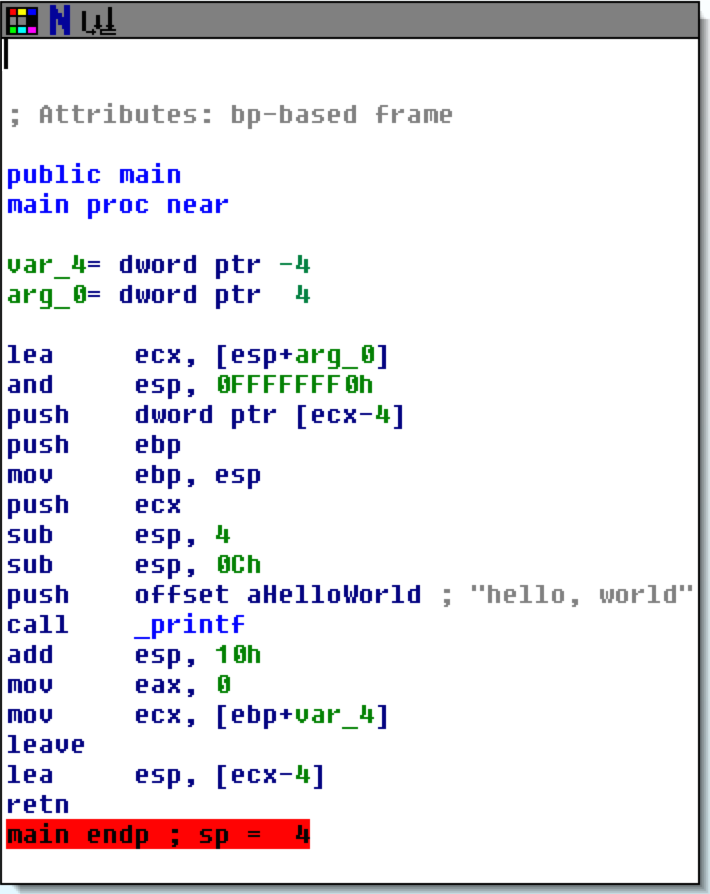 ; Attributes: bp-based frame
public main
main proc near
var_4= dword ptr -4
arg_0= dword ptr  4
lea     ecx, [esp+arg_0]
and     esp, 0FFFFFFF0h
push    dword ptr [ecx-4]
push    ebp
mov     ebp, esp
push    ecx
sub     esp, 4
sub     esp, 0Ch
push    offset aHelloWorld ; "hello, world"
call    _printf
add     esp, 10h
mov     eax, 0
mov     ecx, [ebp+var_4]
leave
lea     esp, [ecx-4]
retn
main endp ; sp =  4